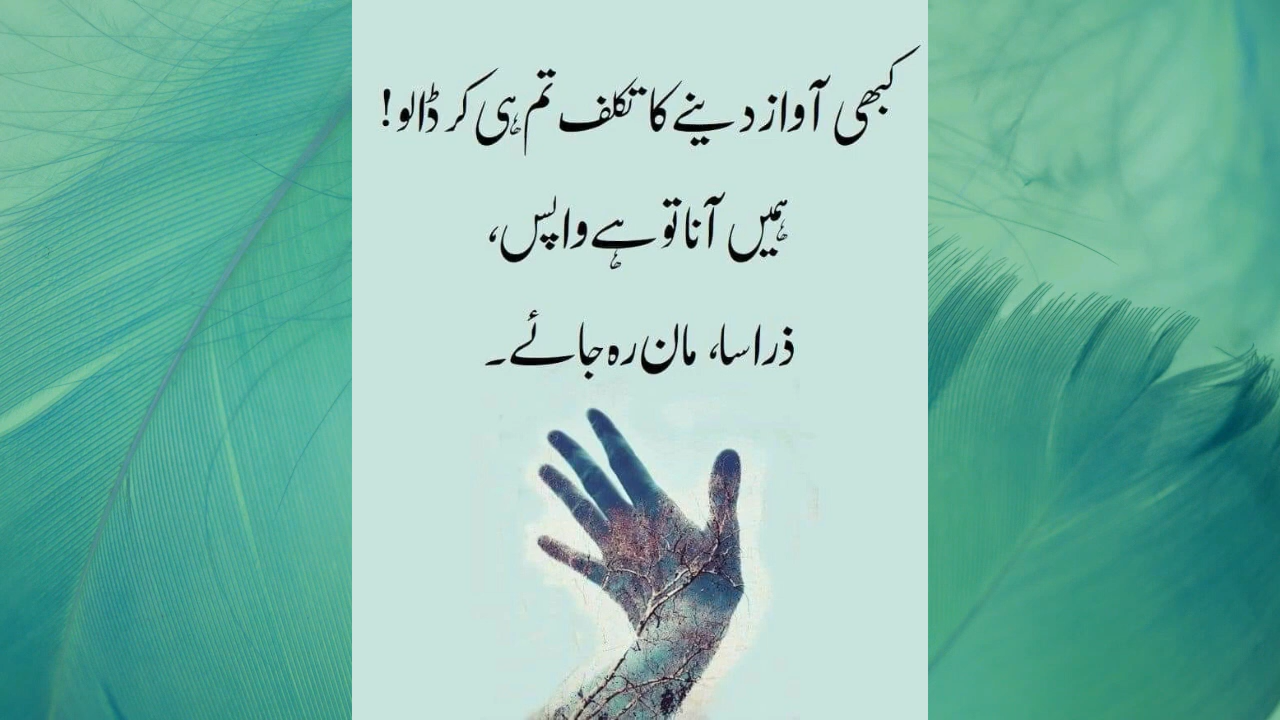 کبھی آواز دینے کا تکلف تم ہی کر ڈالو!
ہمیں آنا تو ہے واپس،
ذرا سا، مان رہ جائے۔